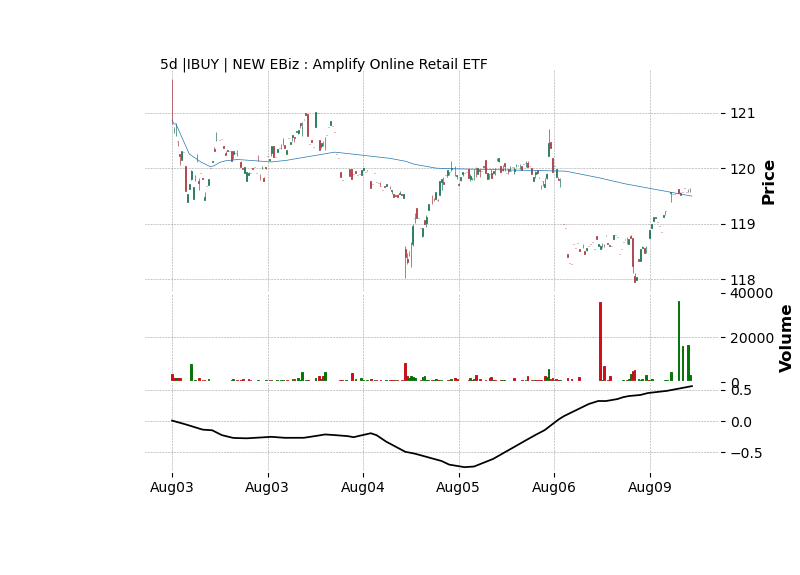 5d |IBUY | NEW EBiz : Amplify Online Retail ETF
121
120
119
118
Price
40000
20000
0
Volume
0.5
0.0
−0.5
Aug03 Aug03 Aug04 Aug05 Aug06 Aug09